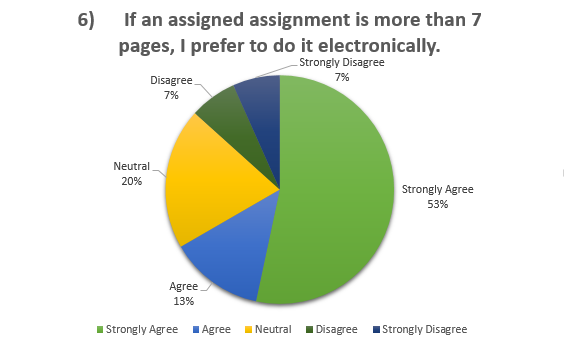 6) If an assigned assignment is more than 7
pages, I prefer to do it electronically.
Strongly Disagree
7%
Disagree
7%
Neutral
20%
Strongly Agree
53%
Agree
13%
Strongly Agree Agree Neutral Disagree Strongly Disagree